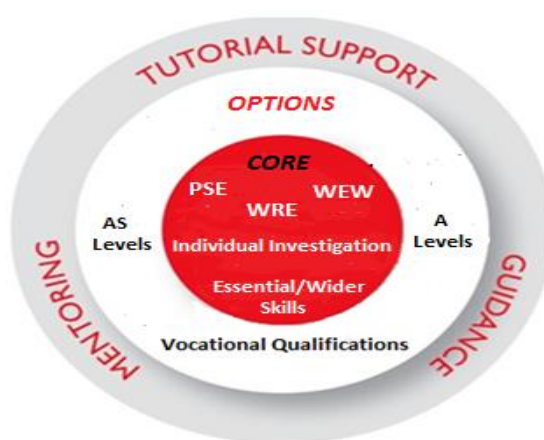 TUTORIAL SUPPORT
OPTIONS
CORE
PSE
WEW
WRE
AS
Levels
A
Levels
Individual Investigation
Essential/Wider
Skills
Vocational Qualifications
MENTORING
GUIDANCE